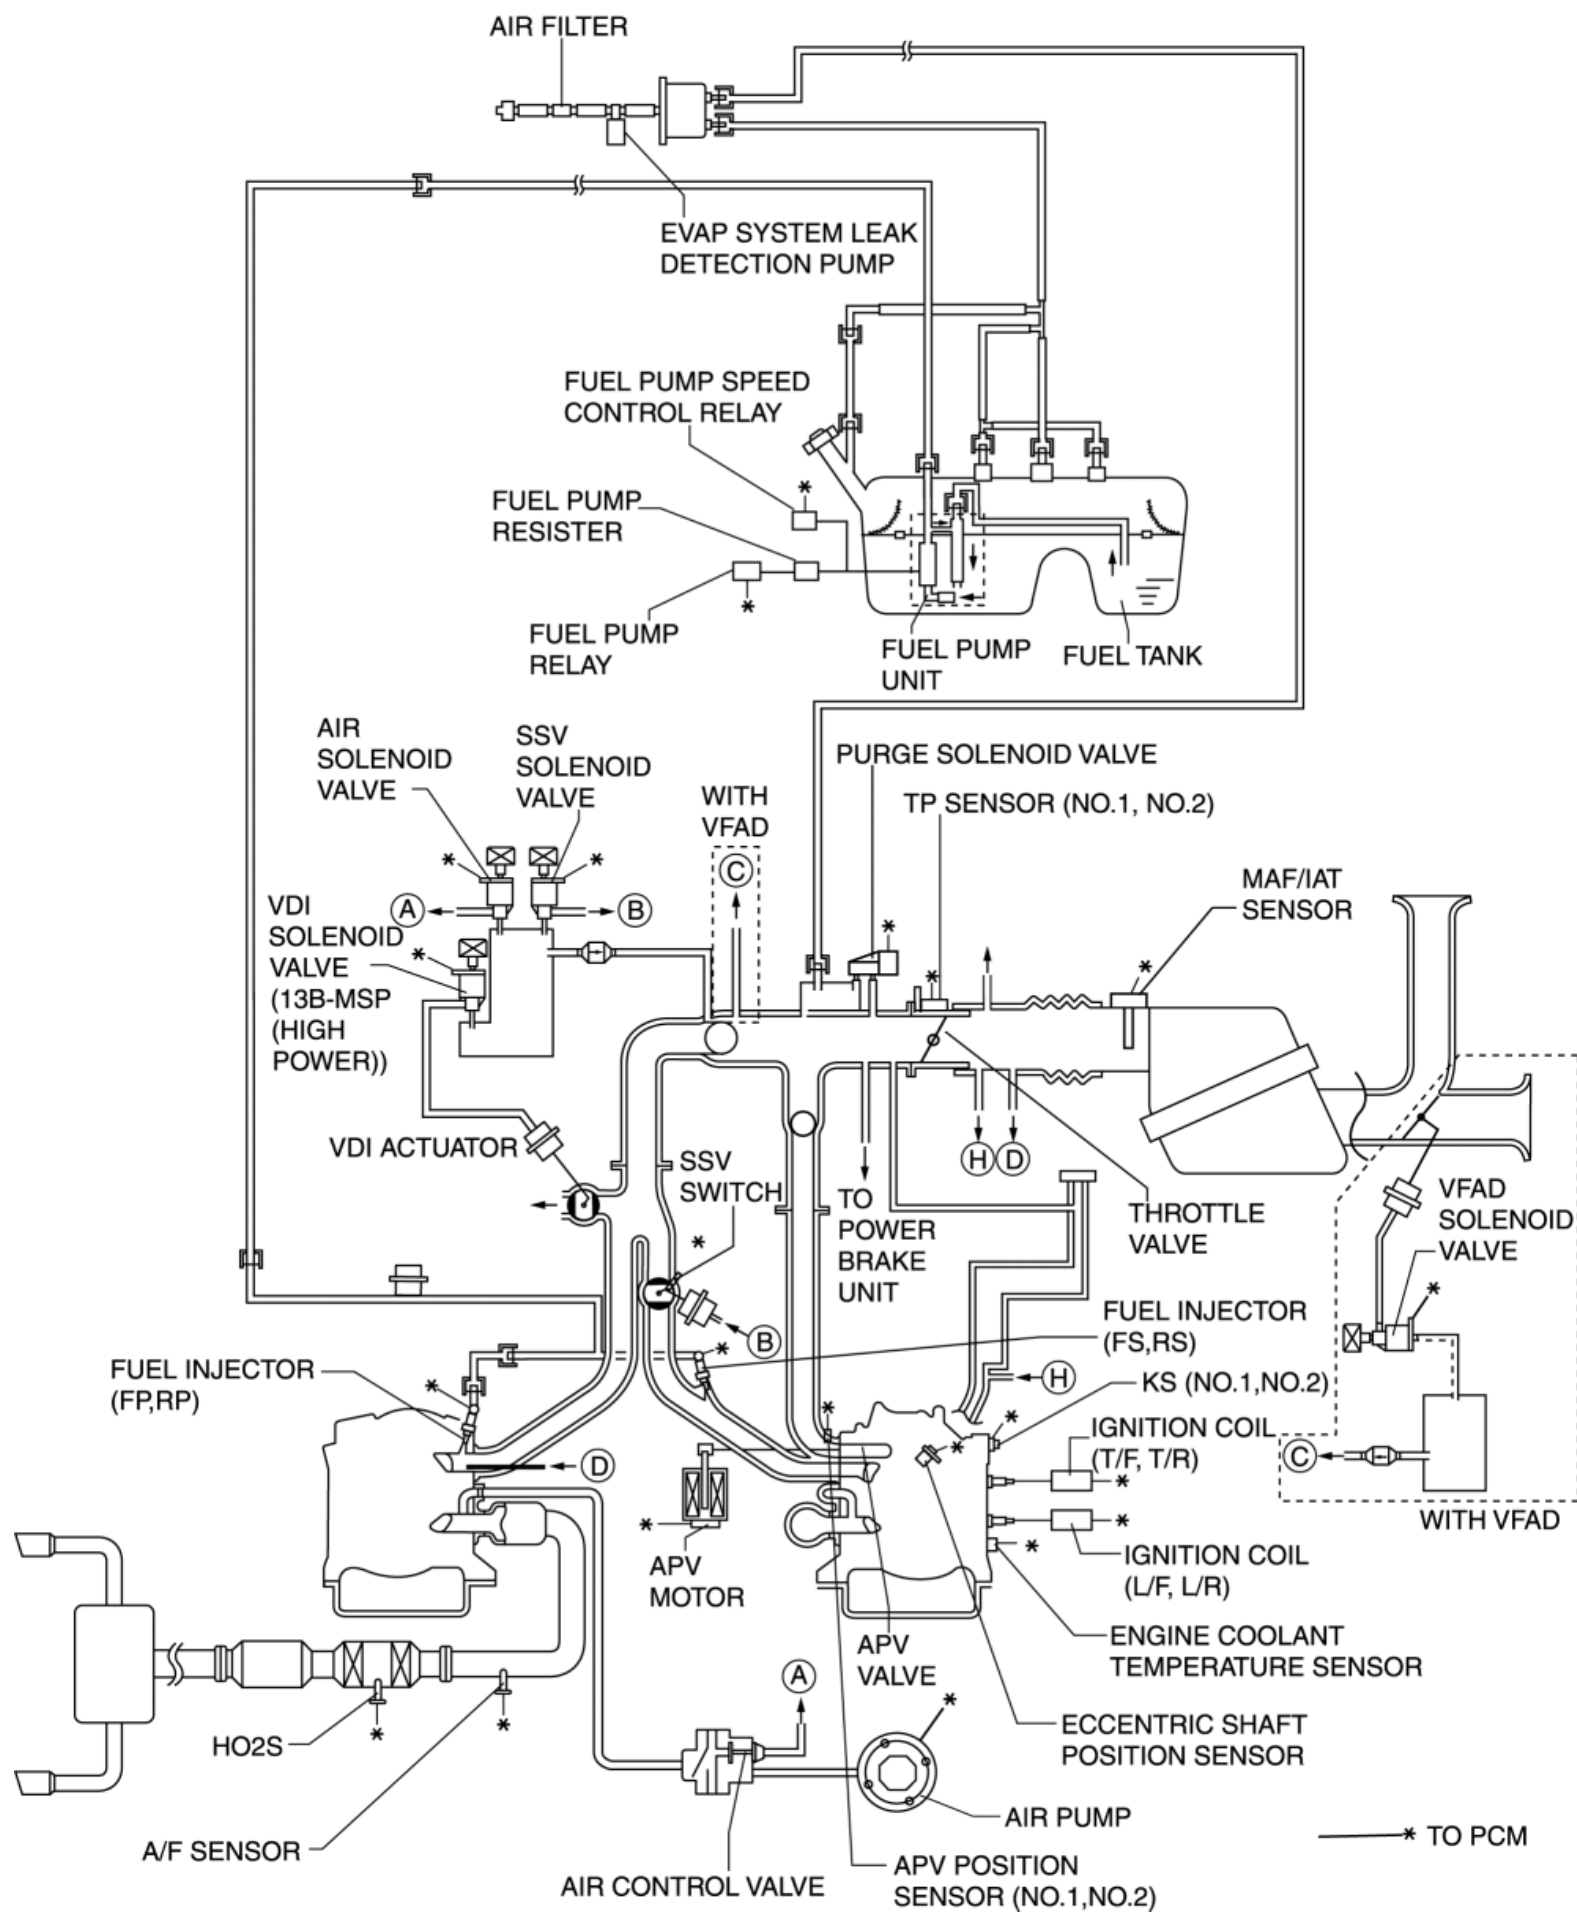 AIR FILTER
EVAP SYSTEM LEAK
DETECTION PUMP
FUEL PUMP SPEED
CONTROL RELAY
*
FUEL PUMP
RESISTER
*
FUEL PUMP
RELAY
FUEL PUMP
UNIT
FUEL TANK
AIR
SOLENOID
VALVE
SSV
SOLENOID
VALVE
WITH
VFAD
C
PURGE SOLENOID VALVE
TP SENSOR (NO.1, NO.2)
MAF/IAT
SENSOR
*
*
A
B
*
*
*
*
VDI
SOLENOID
VALVE
(13B-MSP
(HIGH
POWER))
*
VDI ACTUATOR
SSV
SWITCH
*
H
D
TO
POWER
BRAKE
UNIT
THROTTLE
VALVE
VFAD
SOLENOID
VALVE
*
B
*
FUEL INJECTOR
(FS,RS)
FUEL INJECTOR
(FP,RP)
*
H
KS (NO.1,NO.2)
*
*
*
IGNITION COIL
(T/F, T/R)
*
C
WITH VFAD
D
*
APV
MOTOR
*
*
IGNITION COIL
(L/F, L/R)
ENGINE COOLANT
TEMPERATURE SENSOR
APV
VALVE
A
*
ECCENTRIC SHAFT
POSITION SENSOR
HO2S
*
*
AIR PUMP
A/F SENSOR
AIR CONTROL VALVE
APV POSITION
SENSOR (NO.1,NO.2)
* TO PCM